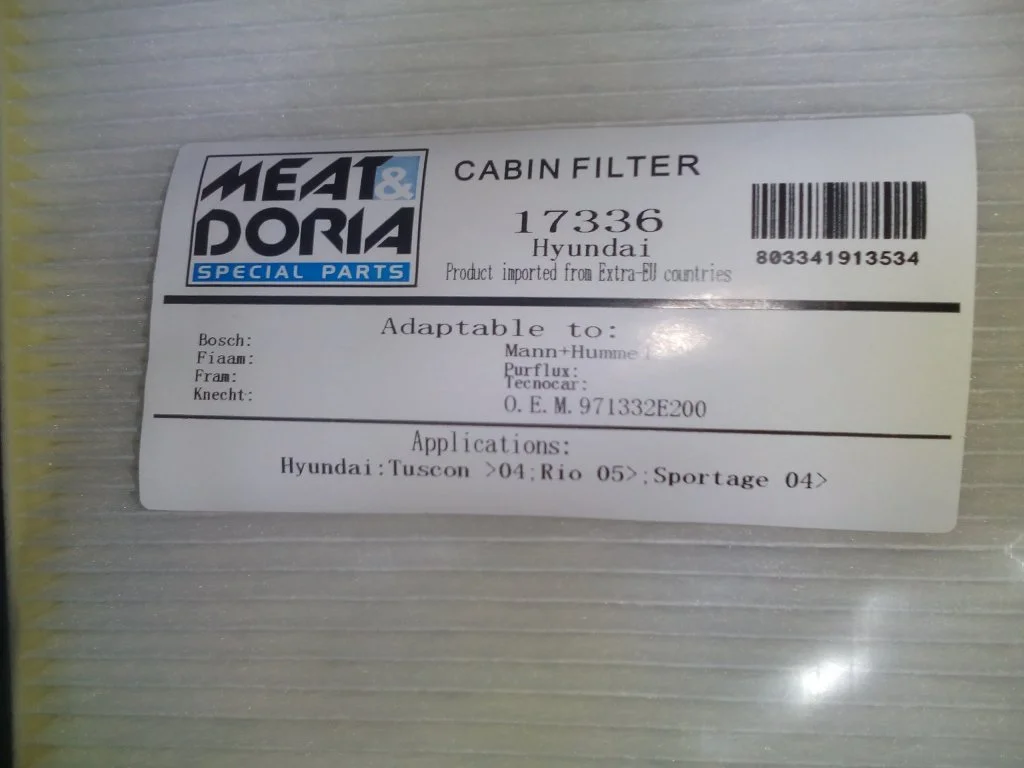 MEAT &
DORIA
SPECIAL PARTS
CABIN FILTER
17336
Hyundai
Product imported from Extra-EU countries
803341913534
Adaptable to:
Bosch:
Fiaam:
Fram:
Knecht:
Mann+Hummel
Purflux:
Tecnocar:
O.E.M.971332E200
Applications:
Hyundai:Tuscon >04;Rio 05>;Sportage 04>